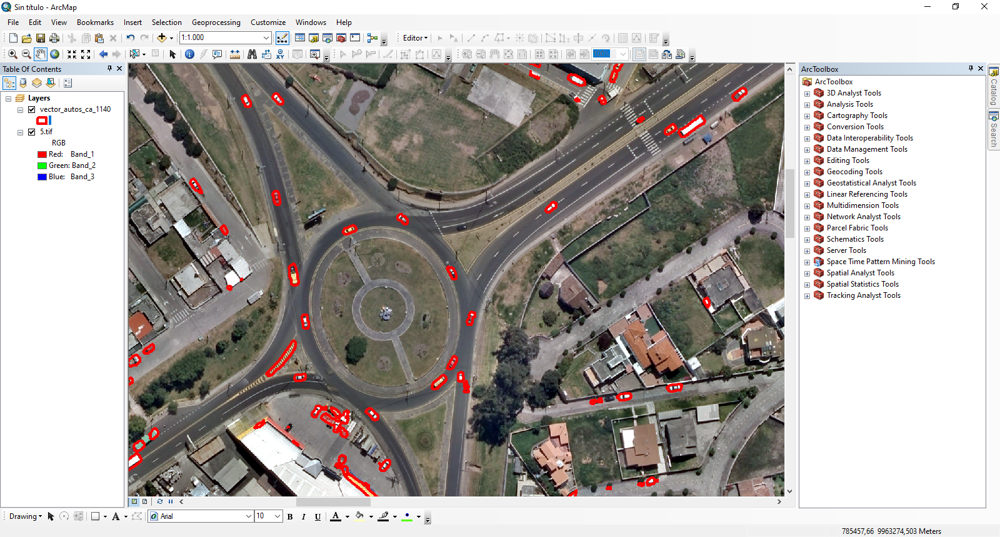 Sin título - ArcMap
File Edit View Bookmarks Insert Selection Geoprocessing Customize Windows Help
1:1.000
Editor
100%
Table Of Contents
Layers
vector_autos_ca_1140
5.tif
RGB
Red: Band_1
Green: Band_2
Blue: Band_3
ArcToolbox
ArcToolbox
3D Analyst Tools
Analysis Tools
Cartography Tools
Conversion Tools
Data Interoperability Tools
Data Management Tools
Editing Tools
Geocoding Tools
Geostatistical Analyst Tools
Linear Referencing Tools
Multidimension Tools
Network Analyst Tools
Parcel Fabric Tools
Schematics Tools
Server Tools
Space Time Pattern Mining Tools
Spatial Analyst Tools
Spatial Statistics Tools
Tracking Analyst Tools
Catalog
Search
Drawing
A
Arial
10
B I U A
785457,66 9963274,503 Meters